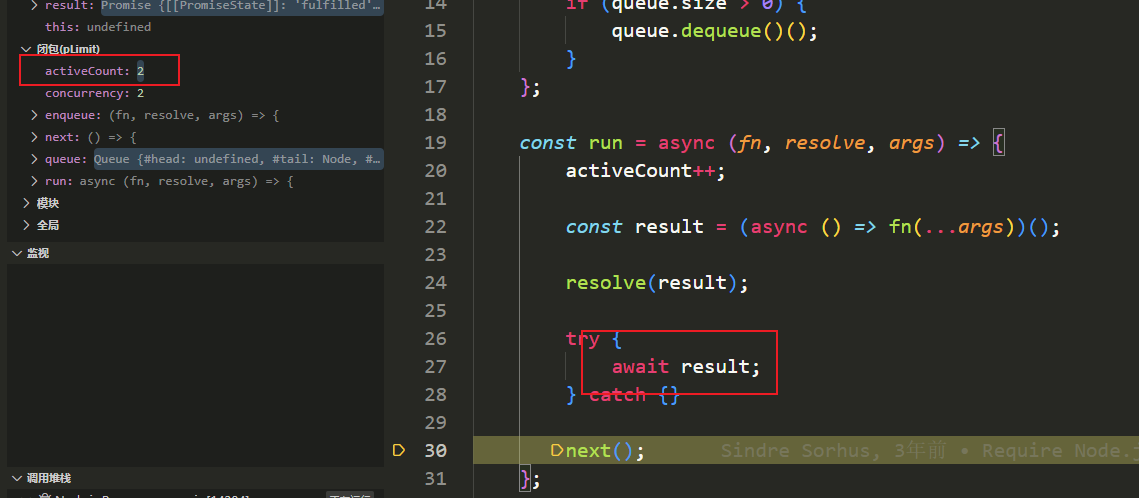 result: Promise {[[PromiseState]]: 'fulfilled'…
this: undefined
闭包(pLimit)
activeCount: 2
concurrency: 2
enqueue: (fn, resolve, args) => {
next: () => {
queue: Queue {#head: undefined, #tail: Node, #…
run: async (fn, resolve, args) => {
模块
全局
监视
调用堆栈
正在运行
14 if (queue.size > 0) {
15 queue.dequeue()();
16 }
17 };
18
19 const run = async (fn, resolve, args) => {
20 activeCount++;
21
22 const result = (async () => fn(...args))();
23
24 resolve(result);
25
26 try {
27 await result;
28 } catch {}
29
30 next(); Sindre Sorhus, 3年前 • Require Node.j
31 };